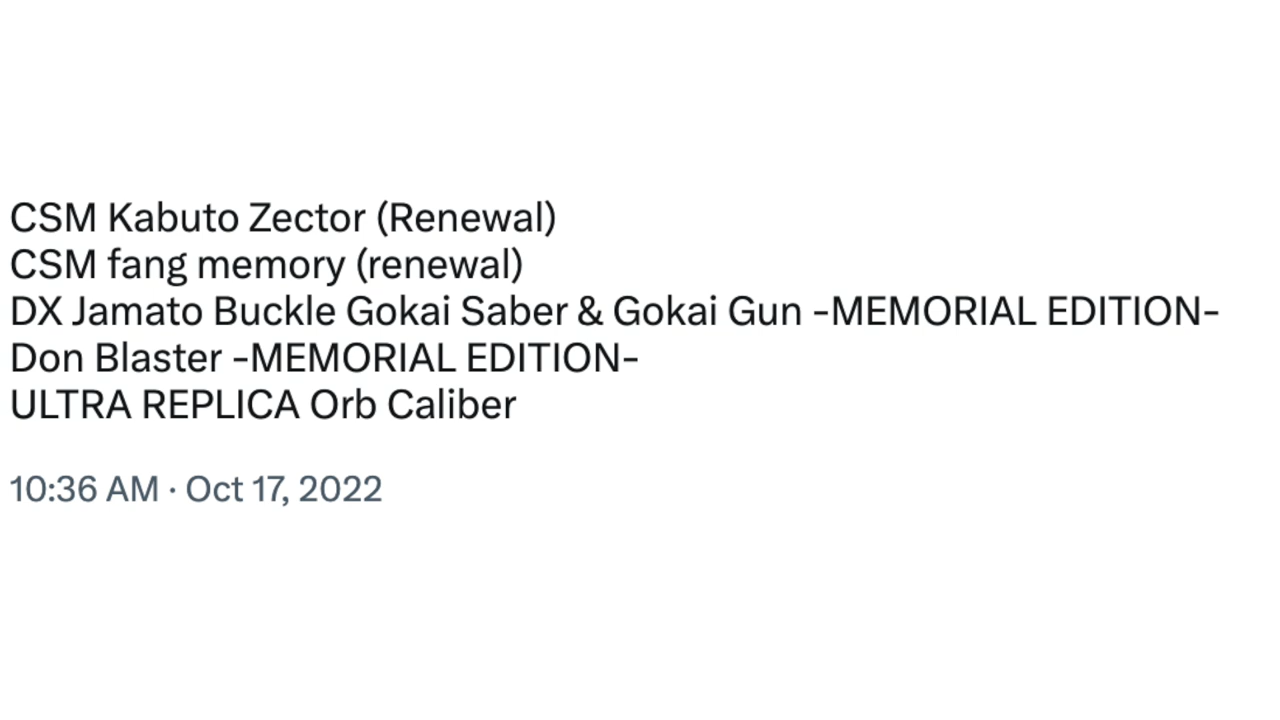 CSM Kabuto Zector (Renewal)
CSM fang memory (renewal)
DX Jamato Buckle Gokai Saber & Gokai Gun -MEMORIAL EDITION-
Don Blaster -MEMORIAL EDITION-
ULTRA REPLICA Orb Caliber
10:36 AM · Oct 17, 2022